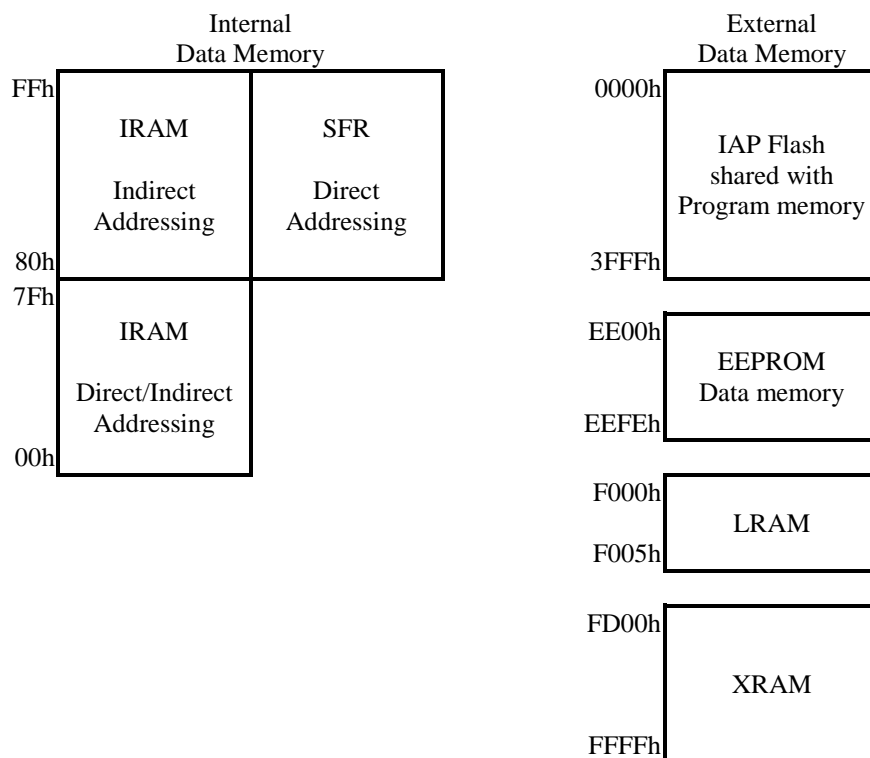 Internal
Data Memory
FFh
IRAM
Indirect
Addressing
80h
SFR
Direct
Addressing
7Fh
IRAM
Direct/Indirect
Addressing
00h
External
Data Memory
0000h
IAP Flash
shared with
Program memory
3FFFh
EE00h
EEPROM
Data memory
EEFEh
F000h
LRAM
F005h
FD00h
XRAM
FFFFh